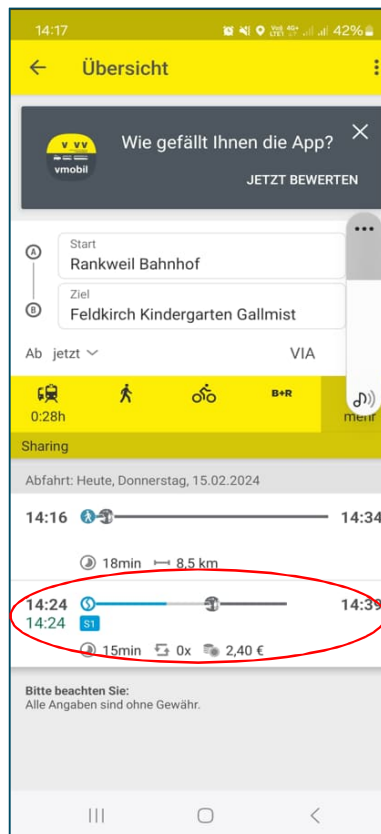 14:17 42%
Übersicht
Wie gefällt Ihnen die App?
vmobil
JETZT BEWERTEN
A Start
Rankweil Bahnhof
B Ziel
Feldkirch Kindergarten Gallmist
Ab jetzt VIA
B+R
0:28h mehr
Sharing
Abfahrt: Heute, Donnerstag, 15.02.2024
14:16 14:34
18min 8,5 km
14:24 14:39
14:24 S1
15min 0x 2,40 €
Bitte beachten Sie:
Alle Angaben sind ohne Gewähr.